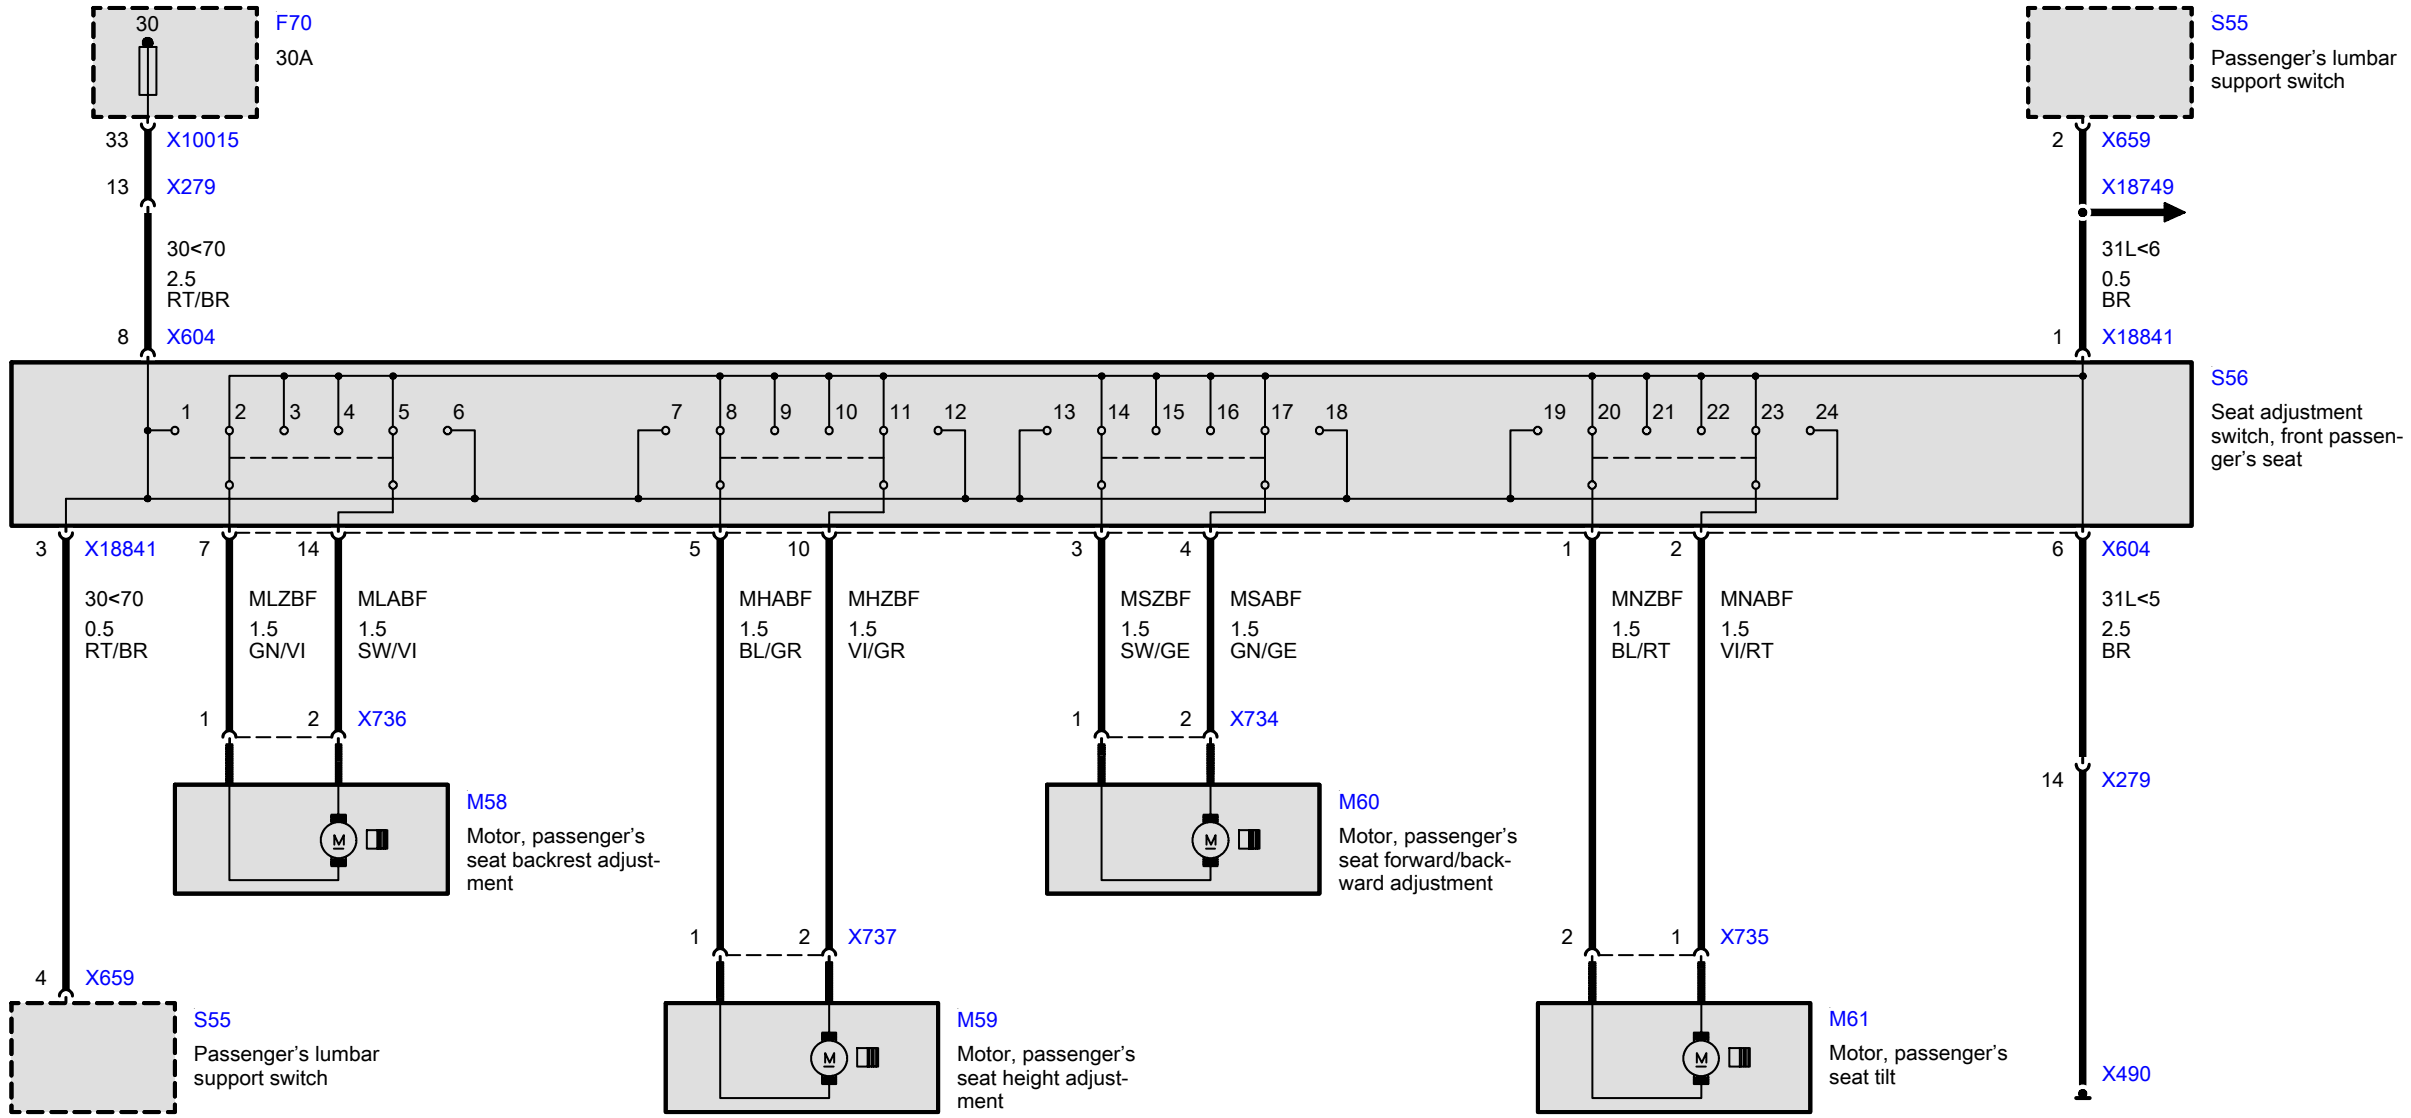 30
F70
30A
S55
Passenger’s lumbar
support switch
33 X10015
2 X659
13 X279
X18749
30<70
2.5
RT/BR
31L<6
0.5
BR
8 X604
1 X18841
S56
Seat adjustment
switch, front passen-
ger’s seat
1 2 3 4 5 6 7 8 9 10 11 12 13 14 15 16 17 18 19 20 21 22 23 24
3 X18841 7 14 5 10 3 4 1 2 6 X604
30<70
0.5
RT/BR
MLZBF
1.5
GN/VI
MLABF
1.5
SW/VI
MHABF
1.5
BL/GR
MHZBF
1.5
VI/GR
MSZBF
1.5
SW/GE
MSABF
1.5
GN/GE
MNZBF
1.5
BL/RT
MNABF
1.5
VI/RT
31L<5
2.5
BR
1 2 X736
1 2 X734
14 X279
M58
Motor, passenger’s
seat backrest adjust-
ment
M
M60
Motor, passenger’s
seat forward/back-
ward adjustment
M
1 2 X737
2 1 X735
4 X659
S55
Passenger’s lumbar
support switch
M59
Motor, passenger’s
seat height adjust-
ment
M
M61
Motor, passenger’s
seat tilt
M
X490